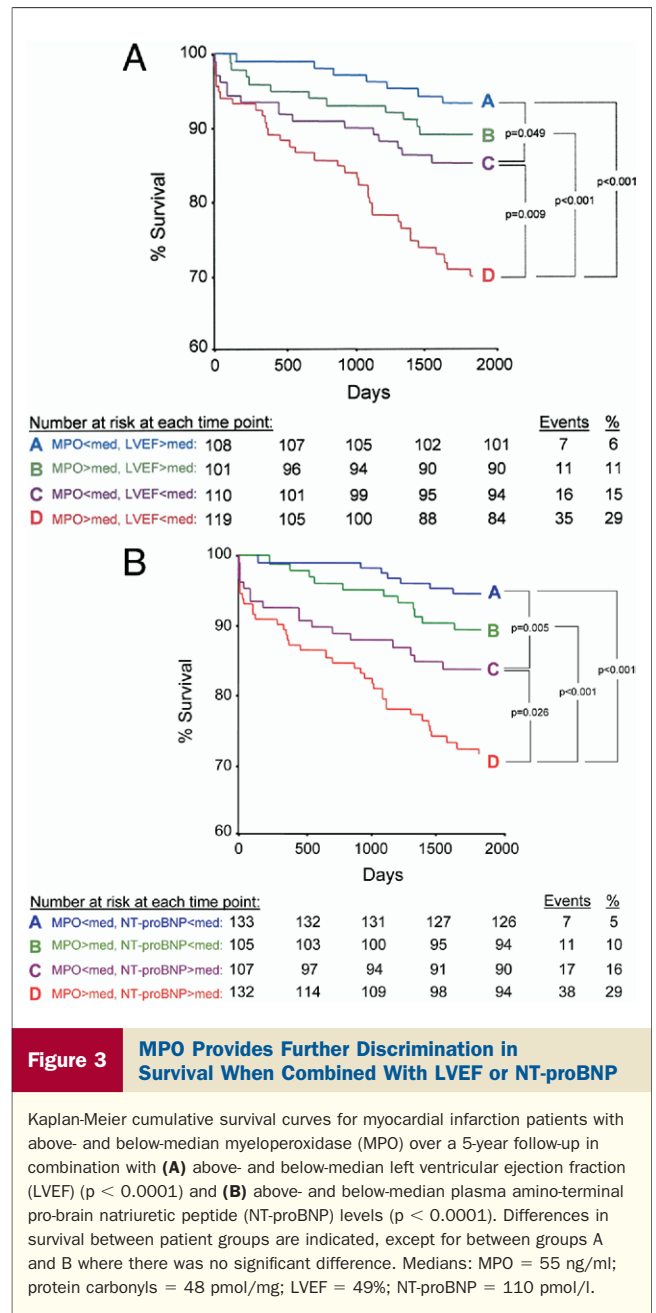 A
100
90
80
70
60
% Survival
A
B
C
D
p=0.049
p=0.009
p<0.001
p<0.001
0 500 1000 1500 2000
Days
Number at risk at each time point: Events %
A MPO<med, LVEF>med: 108 107 105 102 101 7 6
B MPO>med, LVEF>med: 101 96 94 90 90 11 11
C MPO<med, LVEF<med: 110 101 99 95 94 16 15
D MPO>med, LVEF<med: 119 105 100 88 84 35 29
B
100
90
80
70
60
% Survival
A
B
C
D
p=0.005
p=0.026
p<0.001
p<0.001
0 500 1000 1500 2000
Days
Number at risk at each time point: Events %
A MPO<med, NT-proBNP<med: 133 132 131 127 126 7 5
B MPO>med, NT-proBNP<med: 105 103 100 95 94 11 10
C MPO<med, NT-proBNP>med: 107 97 94 91 90 17 16
D MPO>med, NT-proBNP>med: 132 114 109 98 94 38 29
Figure 3
MPO Provides Further Discrimination in
Survival When Combined With LVEF or NT-proBNP
Kaplan-Meier cumulative survival curves for myocardial infarction patients with
above- and below-median myeloperoxidase (MPO) over a 5-year follow-up in
combination with (A) above- and below-median left ventricular ejection fraction
(LVEF) (p < 0.0001) and (B) above- and below-median plasma amino-terminal
pro-brain natriuretic peptide (NT-proBNP) levels (p < 0.0001). Differences in
survival between patient groups are indicated, except for between groups A
and B where there was no significant difference. Medians: MPO = 55 ng/ml;
protein carbonyls = 48 pmol/mg; LVEF = 49%; NT-proBNP = 110 pmol/l.